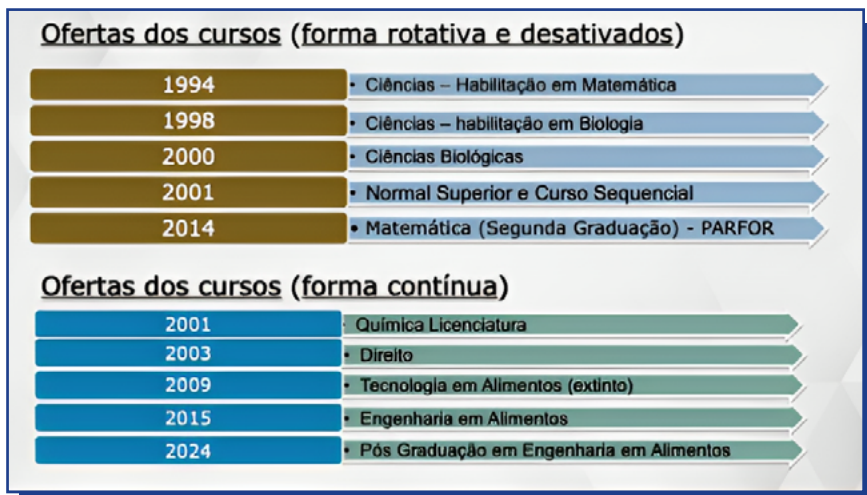 Ofertas dos cursos (forma rotativa e desativados)
1994 • Ciências – Habilitação em Matemática
1998 • Ciências – habilitação em Biologia
2000 • Ciências Biológicas
2001 • Normal Superior e Curso Sequencial
2014 • Matemática (Segunda Graduação) - PARFOR
Ofertas dos cursos (forma contínua)
2001 · Química Licenciatura
2003 • Direito
2009 • Tecnologia em Alimentos (extinto)
2015 • Engenharia em Alimentos
2024 • Pós Graduação em Engenharia em Alimentos